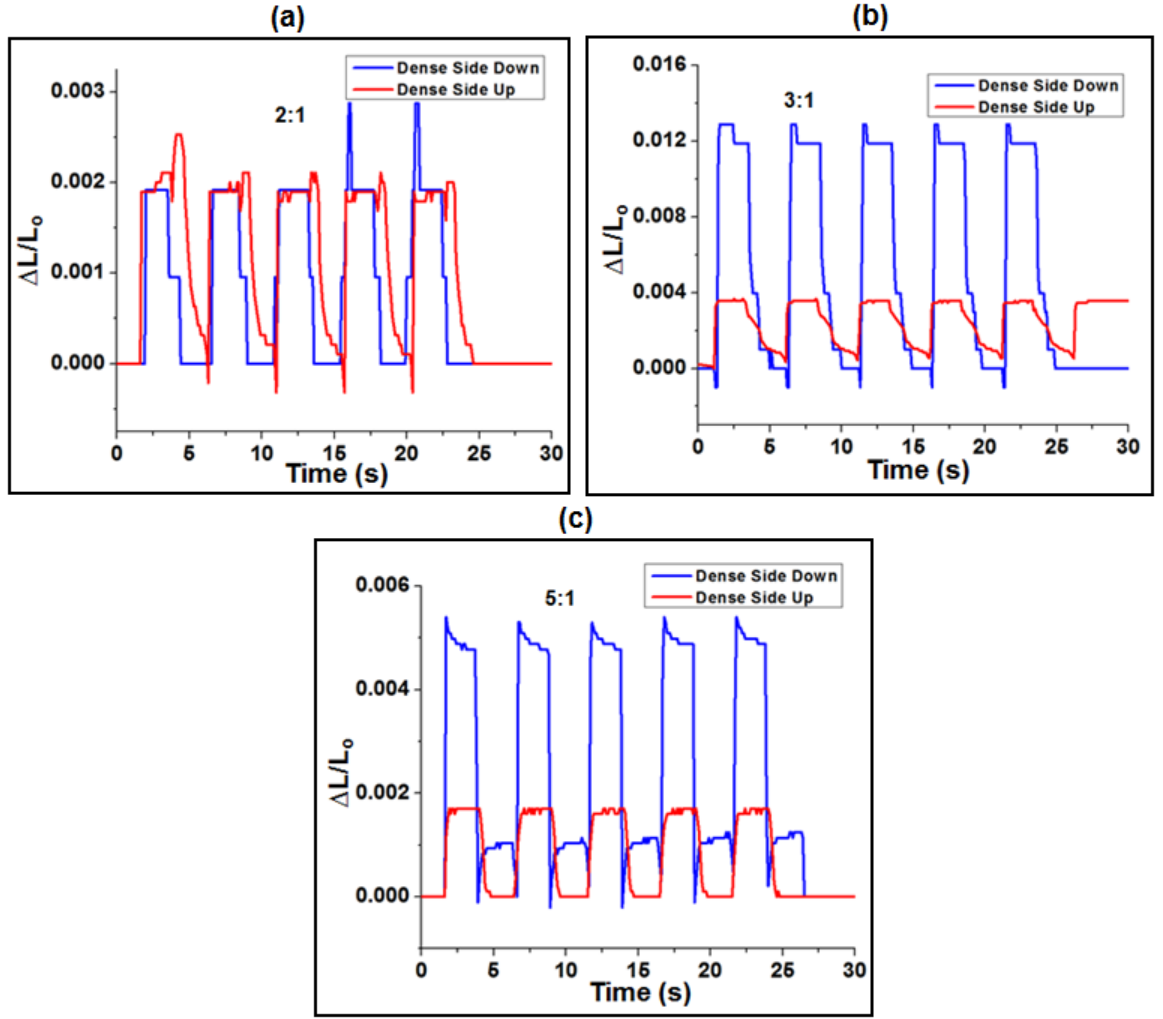 (a)
Dense Side Down
Dense Side Up
2:1
0.003
0.002
0.001
0.000
ΔL/Lo
0 5 10 15 20 25 30
Time (s)
(b)
Dense Side Down
Dense Side Up
3:1
0.016
0.012
0.008
0.004
0.000
ΔL/Lo
0 5 10 15 20 25 30
Time (s)
(c)
Dense Side Down
Dense Side Up
5:1
0.006
0.004
0.002
0.000
ΔL/Lo
0 5 10 15 20 25 30
Time (s)